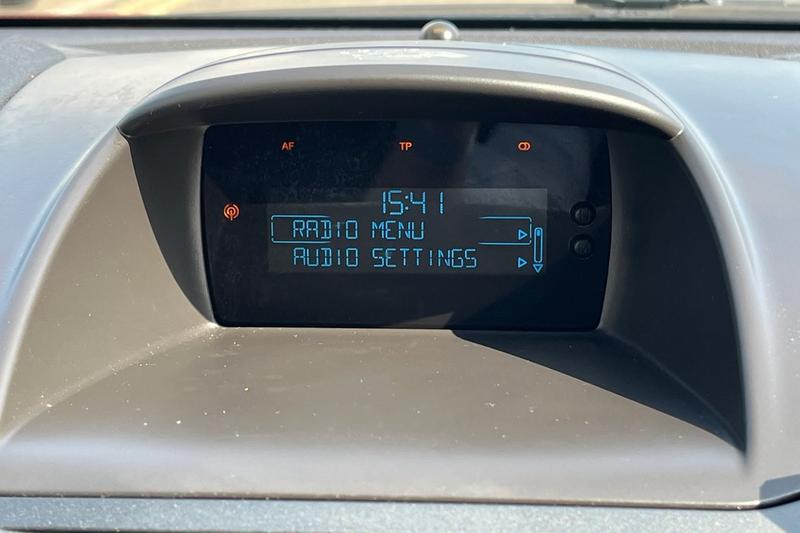 AF TP
15:41
RADIO MENU
AUDIO SETTINGS